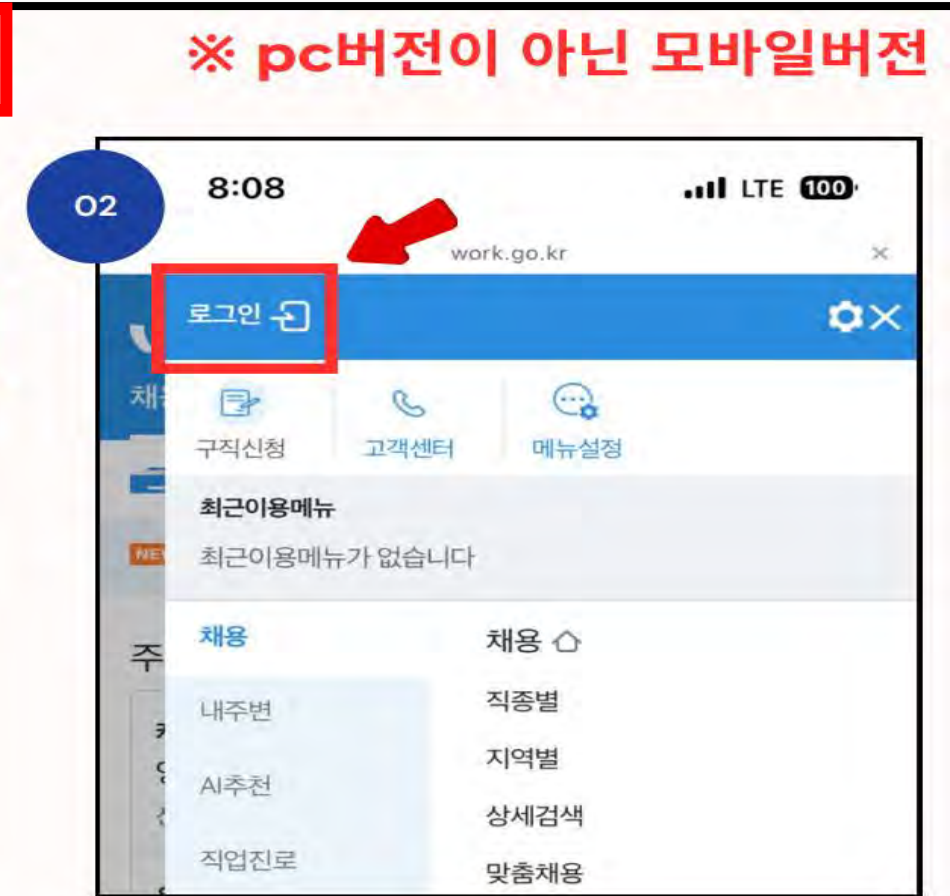 ※ pc버전이 아닌 모바일버전
02
8:08
LTE 100
work.go.kr
로그인
채
구직신청
고객센터
메뉴설정
최근이용메뉴
NEW
최근이용메뉴가 없습니다
주
채용
채용
내주변
직종별
지역별
AI추천
상세검색
직업진로
맞춤채용